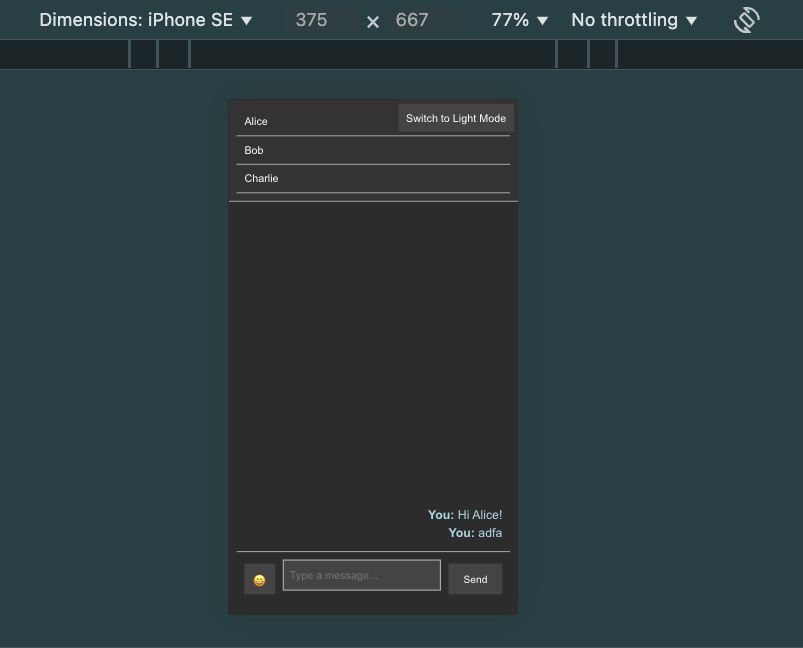 Dimensions: iPhone SE ▼ 375 × 667 77% ▼ No throttling ▼
Alice
Switch to Light Mode
Bob
Charlie
You: Hi Alice!
You: adfa
😀 Type a message... Send